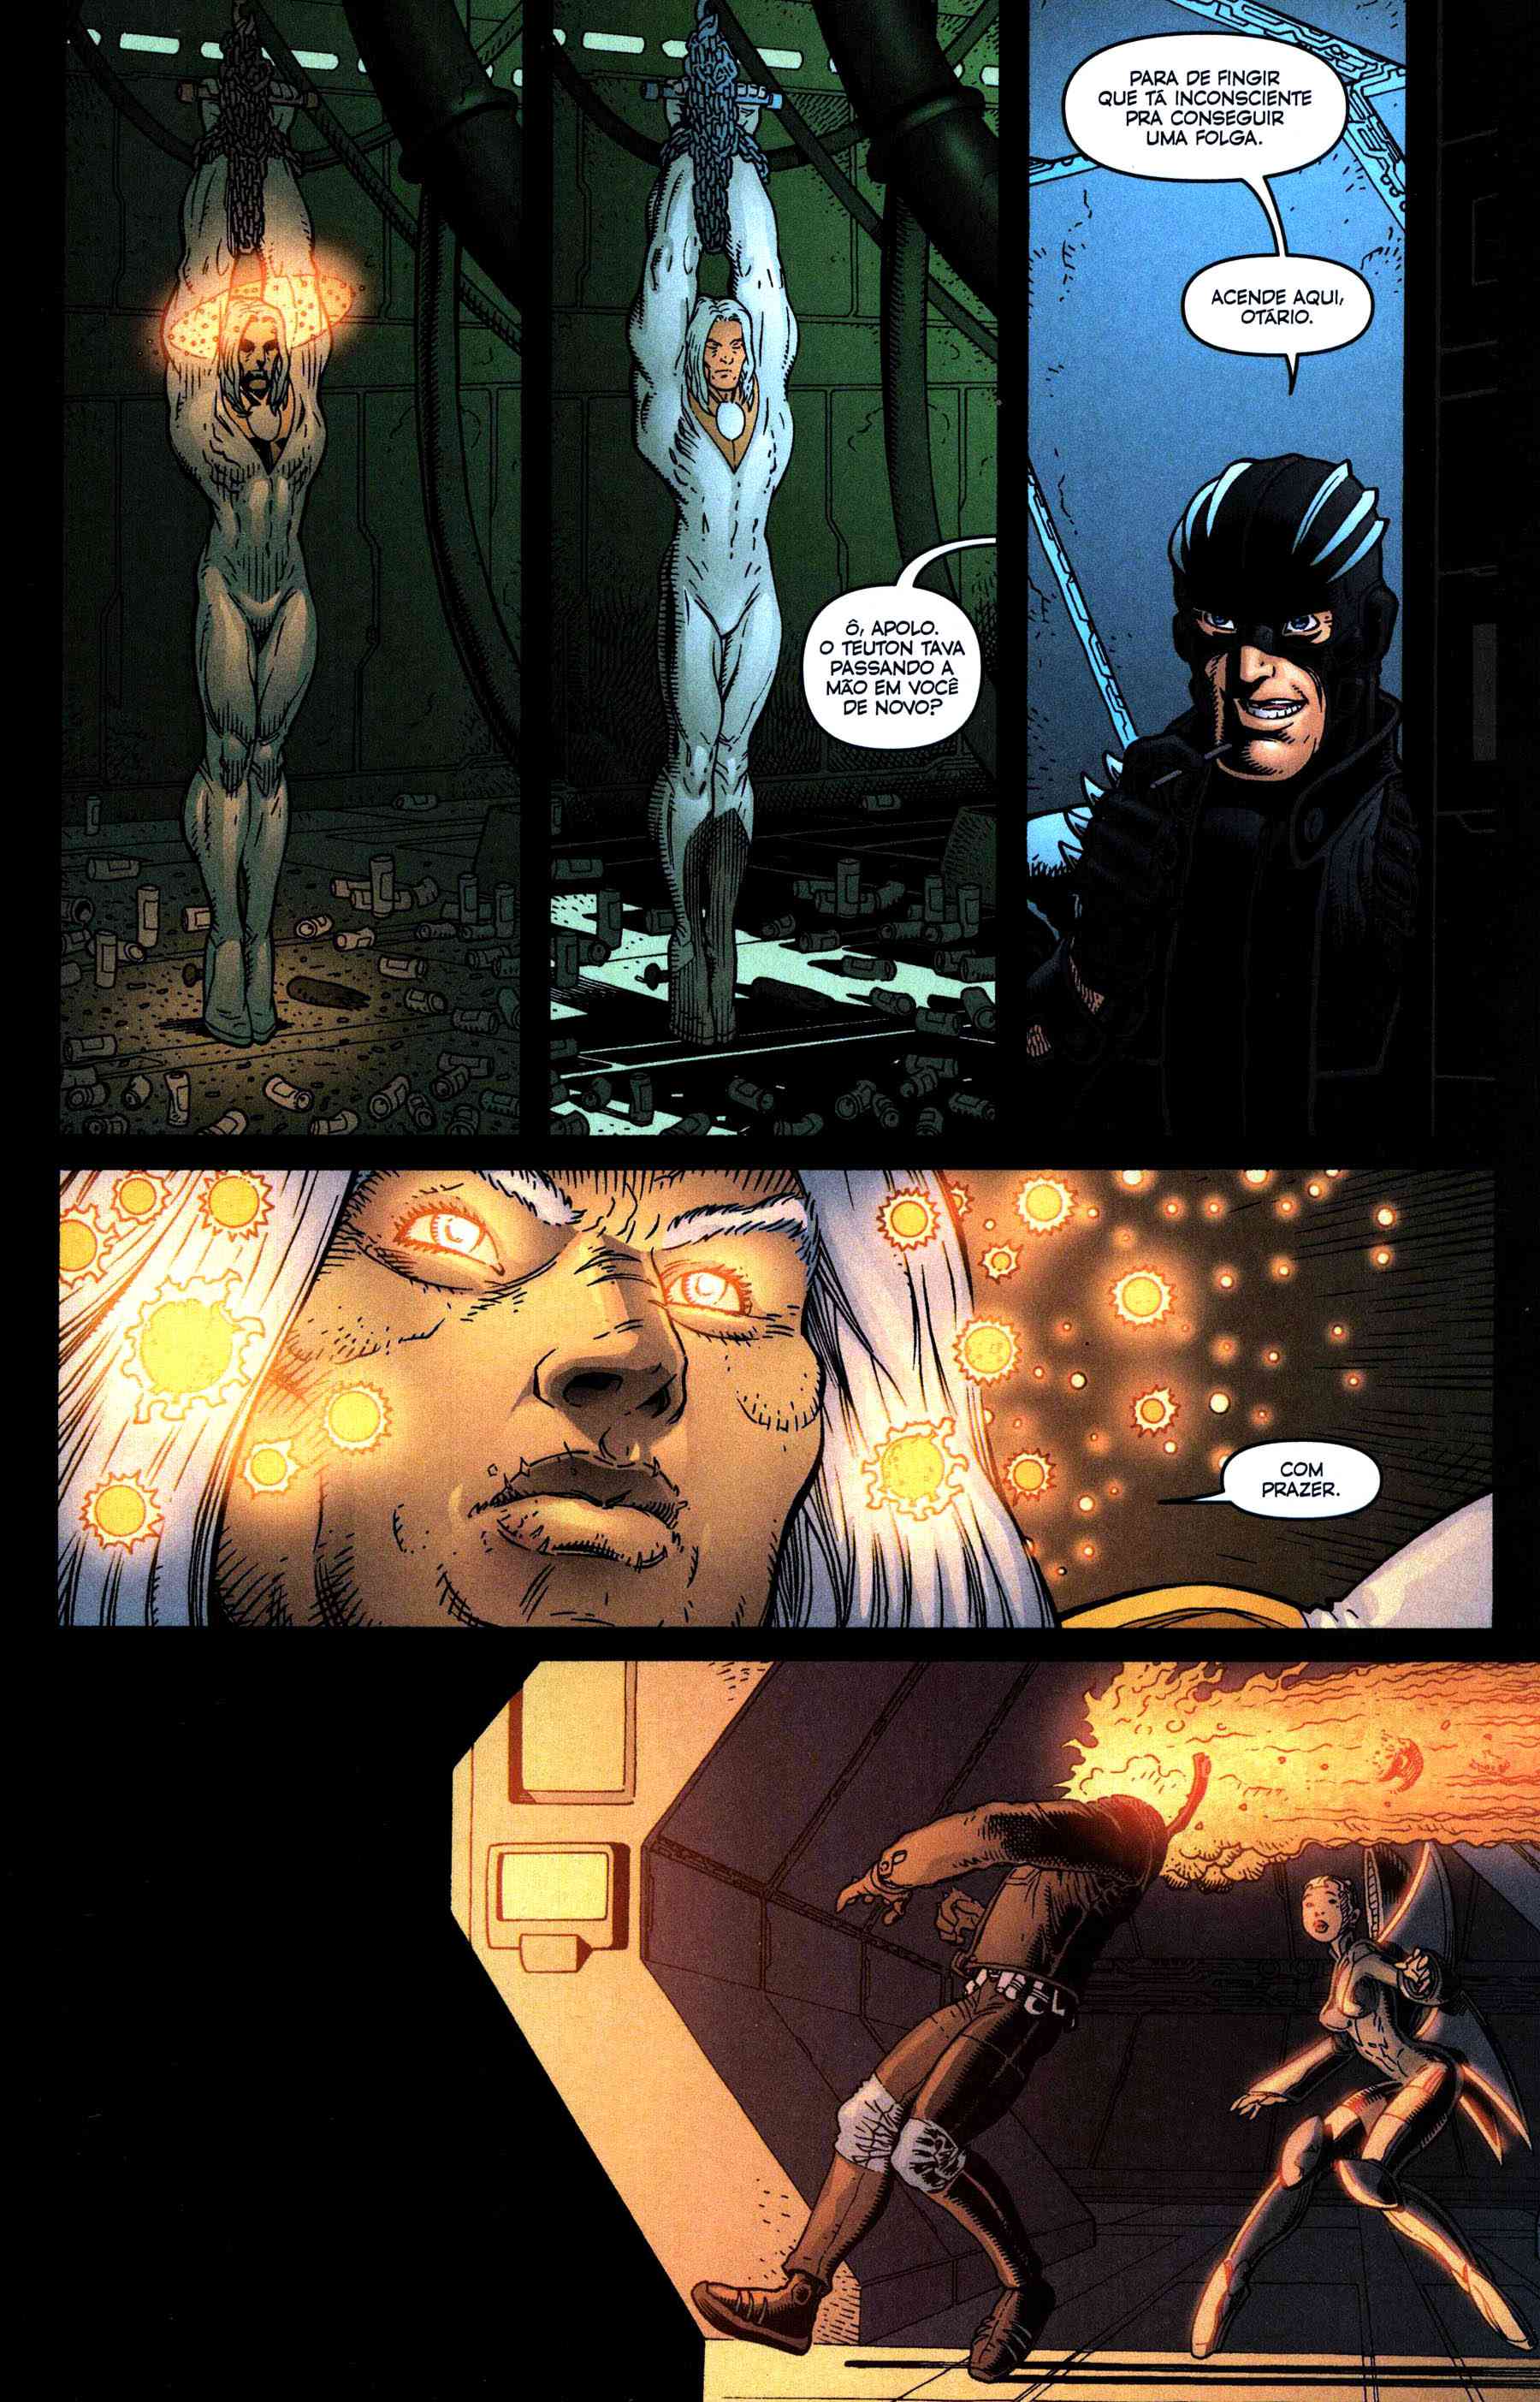 Ô, APOLO.
O TEUTON TAVA
PASSANDO A
MÃO EM VOCÊ
DE NOVO?
PARA DE FINGIR
QUE TÁ INCONSCIENTE
PRA CONSEGUIR
UMA FOLGA.
ACENDE AQUI,
OTÁRIO.
COM
PRAZER.